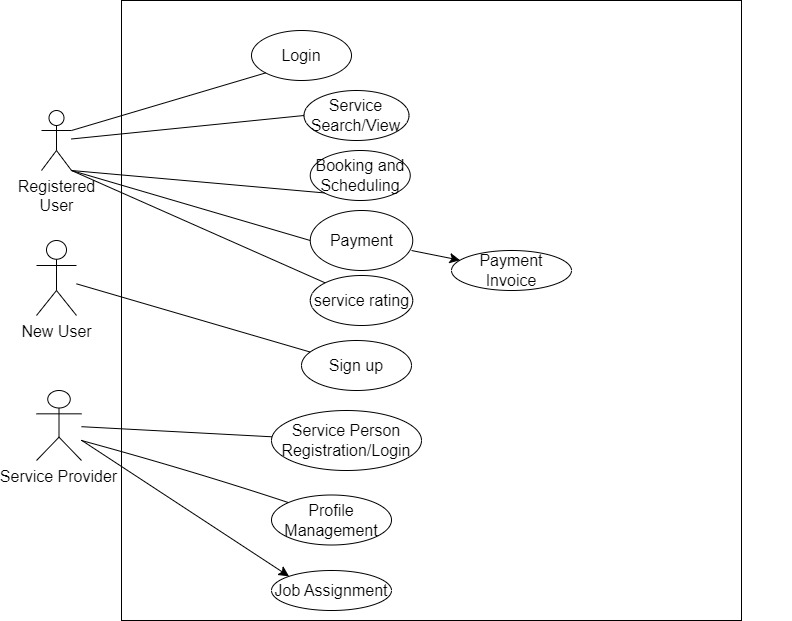 Login
Service
Search/View
Registered
User
Booking and
Scheduling
Payment
Payment
Invoice
service rating
New User
Sign up
Service Person
Registration/Login
Service Provider
Profile
Management
Job Assignment